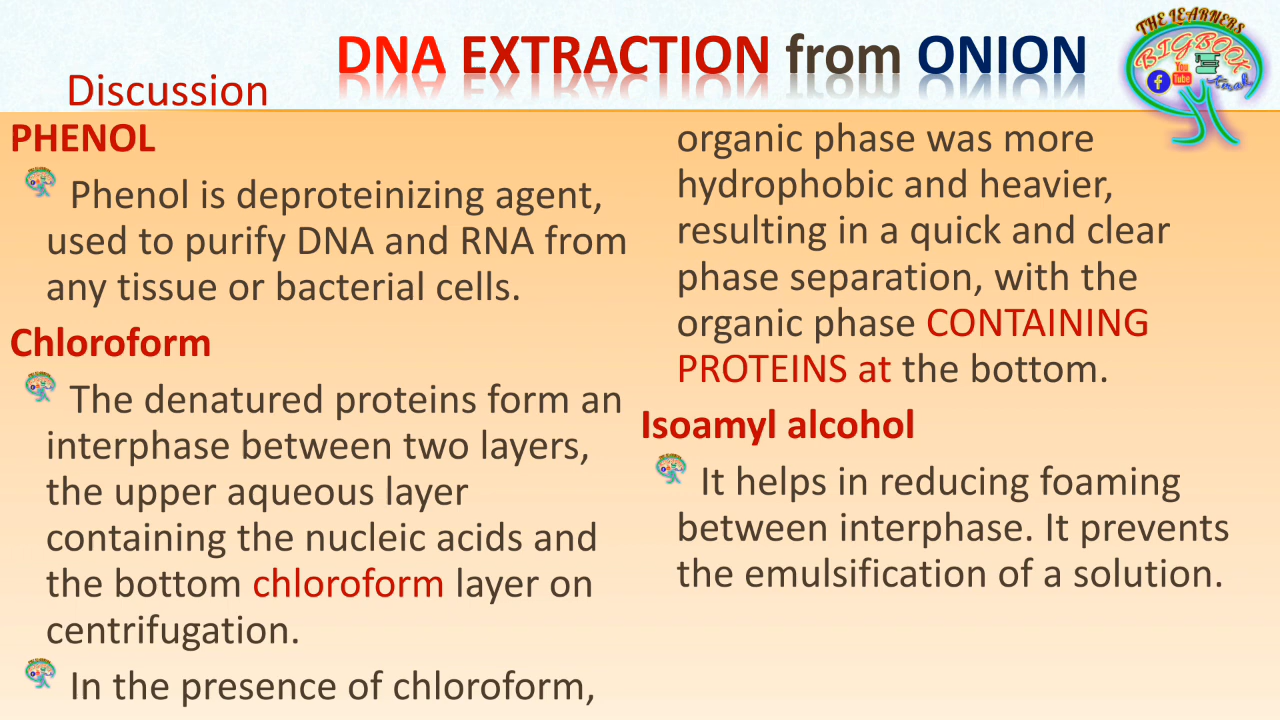 DNA EXTRACTION from ONION
Discussion
THE LEARNERS
BIGBOOK
You
Tube
PHENOL
Phenol is deproteinizing agent,
used to purify DNA and RNA from
any tissue or bacterial cells.
Chloroform
The denatured proteins form an
interphase between two layers,
the upper aqueous layer
containing the nucleic acids and
the bottom chloroform layer on
centrifugation.
In the presence of chloroform,
organic phase was more
hydrophobic and heavier,
resulting in a quick and clear
phase separation, with the
organic phase CONTAINING
PROTEINS at the bottom.
Isoamyl alcohol
It helps in reducing foaming
between interphase. It prevents
the emulsification of a solution.